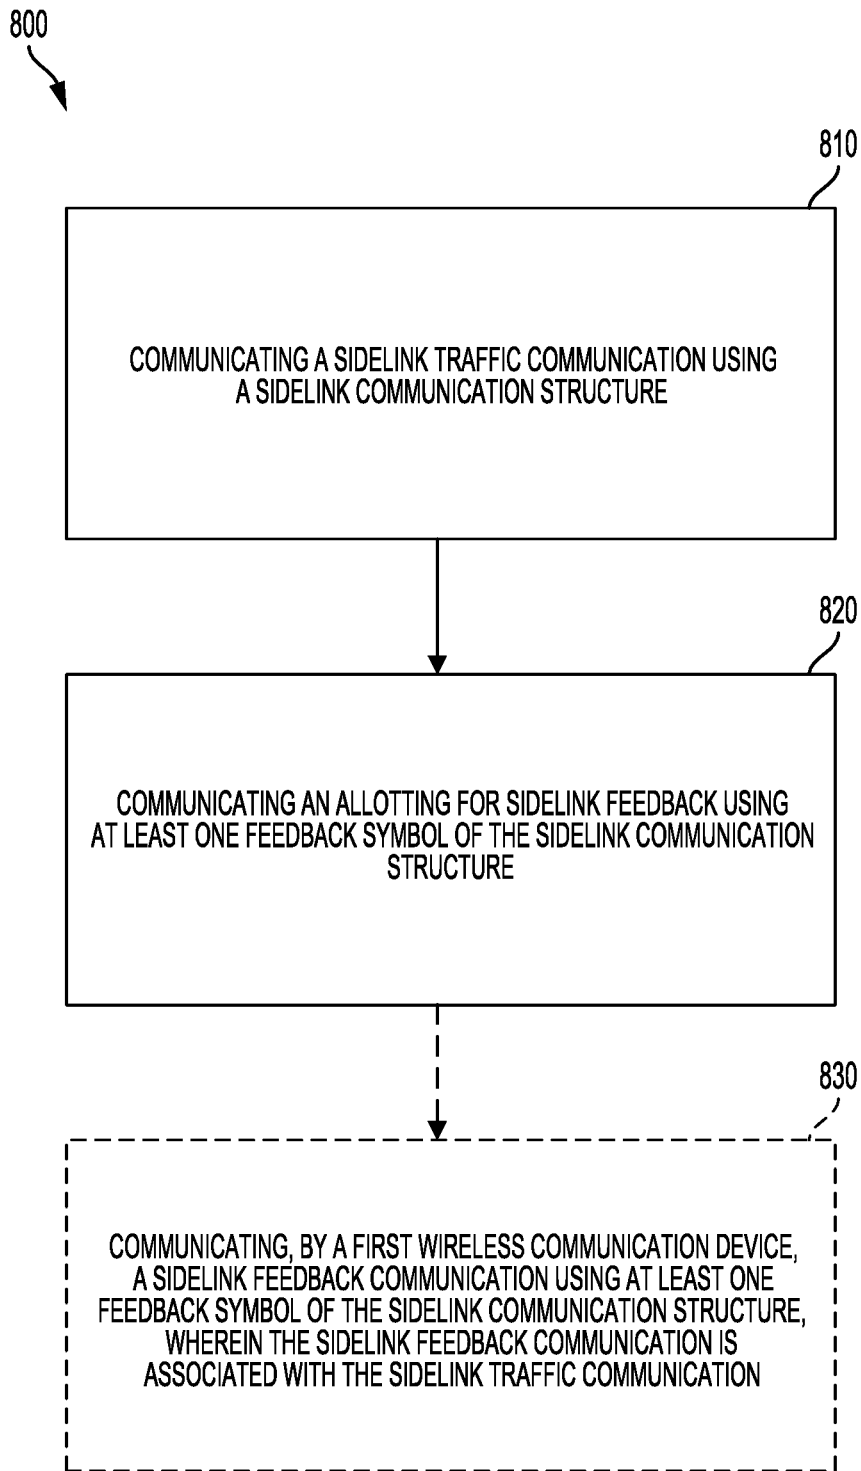 800
810
COMMUNICATING A SIDELINK TRAFFIC COMMUNICATION USING
A SIDELINK COMMUNICATION STRUCTURE
820
COMMUNICATING AN ALLOTTING FOR SIDELINK FEEDBACK USING
AT LEAST ONE FEEDBACK SYMBOL OF THE SIDELINK COMMUNICATION
STRUCTURE
830
COMMUNICATING, BY A FIRST WIRELESS COMMUNICATION DEVICE,
A SIDELINK FEEDBACK COMMUNICATION USING AT LEAST ONE
FEEDBACK SYMBOL OF THE SIDELINK COMMUNICATION STRUCTURE,
WHEREIN THE SIDELINK FEEDBACK COMMUNICATION IS
ASSOCIATED WITH THE SIDELINK TRAFFIC COMMUNICATION